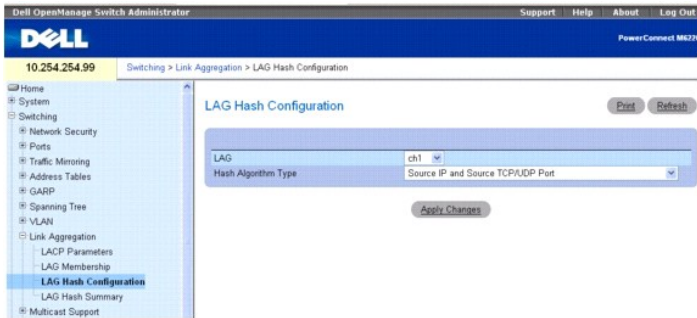 Dell OpenManage Switch Administrator
Support Help About Log Out
DELL
PowerConnect M622
10.254.254.99
Switching > Link Aggregation > LAG Hash Configuration
Home
System
Switching
Network Security
Ports
Traffic Mirroring
Address Tables
GARP
Spanning Tree
VLAN
Link Aggregation
LACP Parameters
LAG Membership
LAG Hash Configuration
LAG Hash Summary
Multicast Support
LAG Hash Configuration
Print Refresh
LAG ch1
Hash Algorithm Type Source IP and Source TCP/UDP Port
Apply Changes